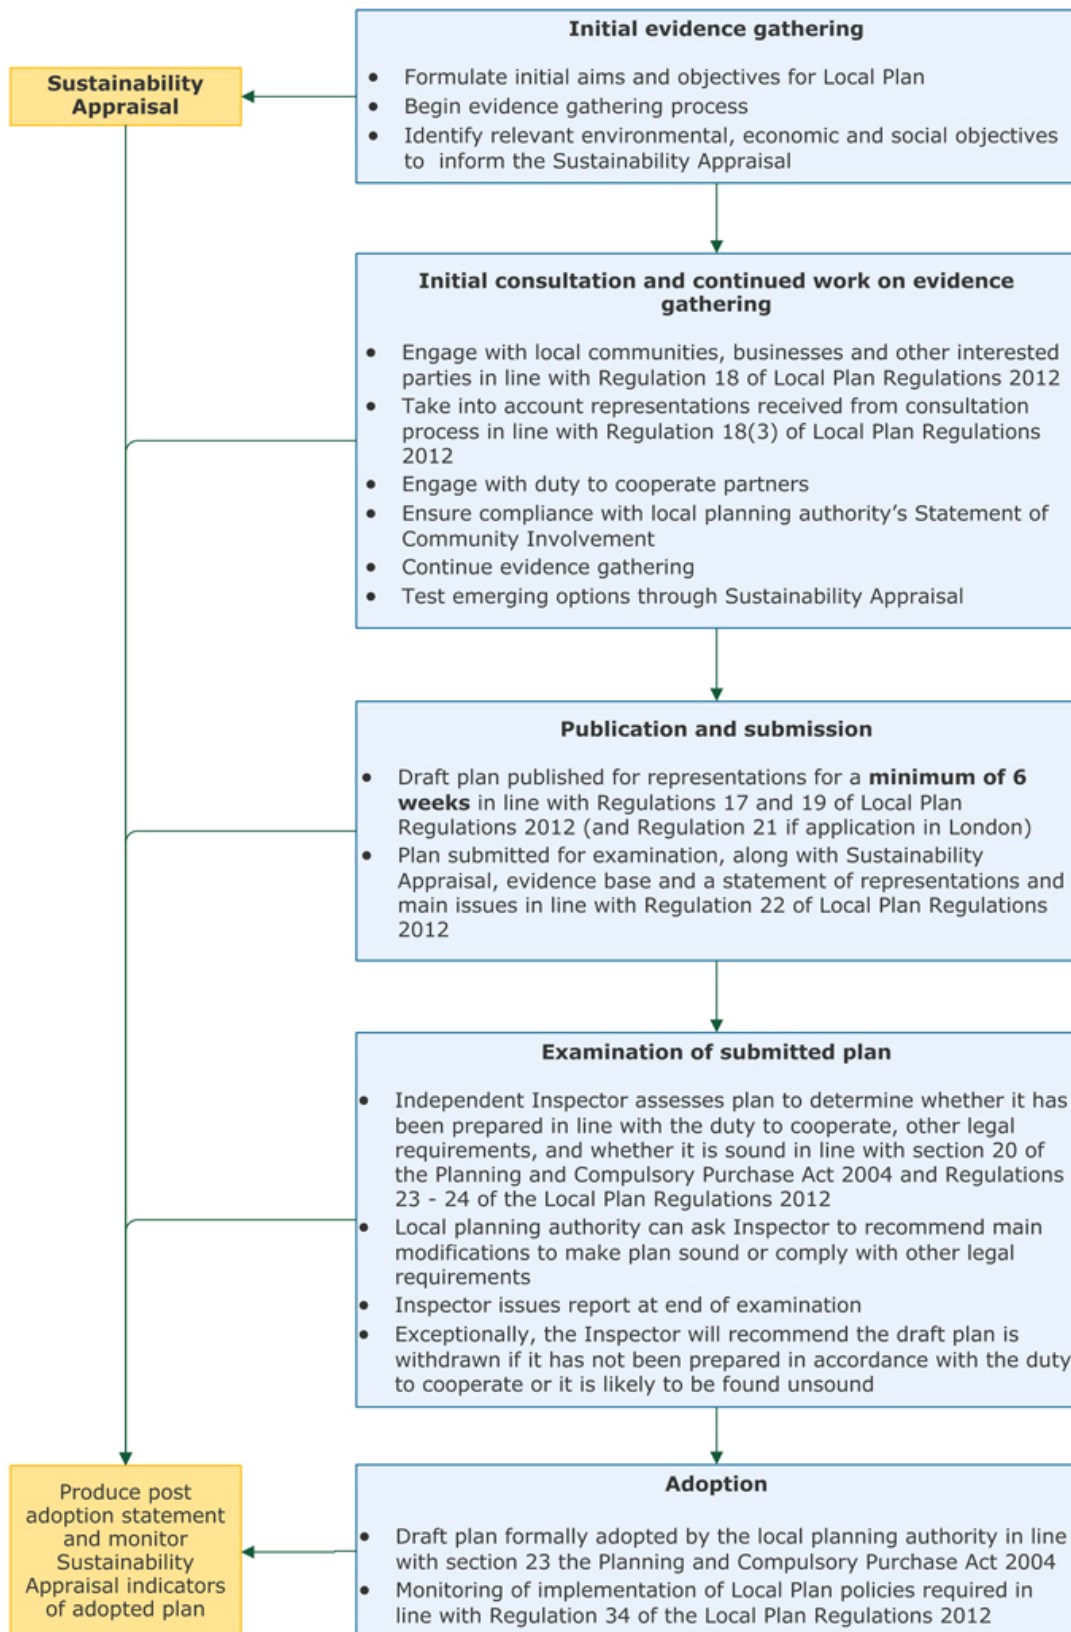 Initial evidence gathering
Sustainability
Appraisal
• Formulate initial aims and objectives for Local Plan
• Begin evidence gathering process
• Identify relevant environmental, economic and social objectives
to inform the Sustainability Appraisal
Initial consultation and continued work on evidence
gathering
• Engage with local communities, businesses and other interested
parties in line with Regulation 18 of Local Plan Regulations 2012
• Take into account representations received from consultation
process in line with Regulation 18(3) of Local Plan Regulations
2012
• Engage with duty to cooperate partners
• Ensure compliance with local planning authority’s Statement of
Community Involvement
• Continue evidence gathering
• Test emerging options through Sustainability Appraisal
Publication and submission
• Draft plan published for representations for a minimum of 6
weeks in line with Regulations 17 and 19 of Local Plan
Regulations 2012 (and Regulation 21 if application in London)
• Plan submitted for examination, along with Sustainability
Appraisal, evidence base and a statement of representations and
main issues in line with Regulation 22 of Local Plan Regulations
2012
Examination of submitted plan
• Independent Inspector assesses plan to determine whether it has
been prepared in line with the duty to cooperate, other legal
requirements, and whether it is sound in line with section 20 of
the Planning and Compulsory Purchase Act 2004 and Regulations
23 - 24 of the Local Plan Regulations 2012
• Local planning authority can ask Inspector to recommend main
modifications to make plan sound or comply with other legal
requirements
• Inspector issues report at end of examination
• Exceptionally, the Inspector will recommend the draft plan is
withdrawn if it has not been prepared in accordance with the duty
to cooperate or it is likely to be found unsound
Adoption
• Draft plan formally adopted by the local planning authority in line
with section 23 the Planning and Compulsory Purchase Act 2004
• Monitoring of implementation of Local Plan policies required in
line with Regulation 34 of the Local Plan Regulations 2012
Produce post
adoption statement
and monitor
Sustainability
Appraisal indicators
of adopted plan